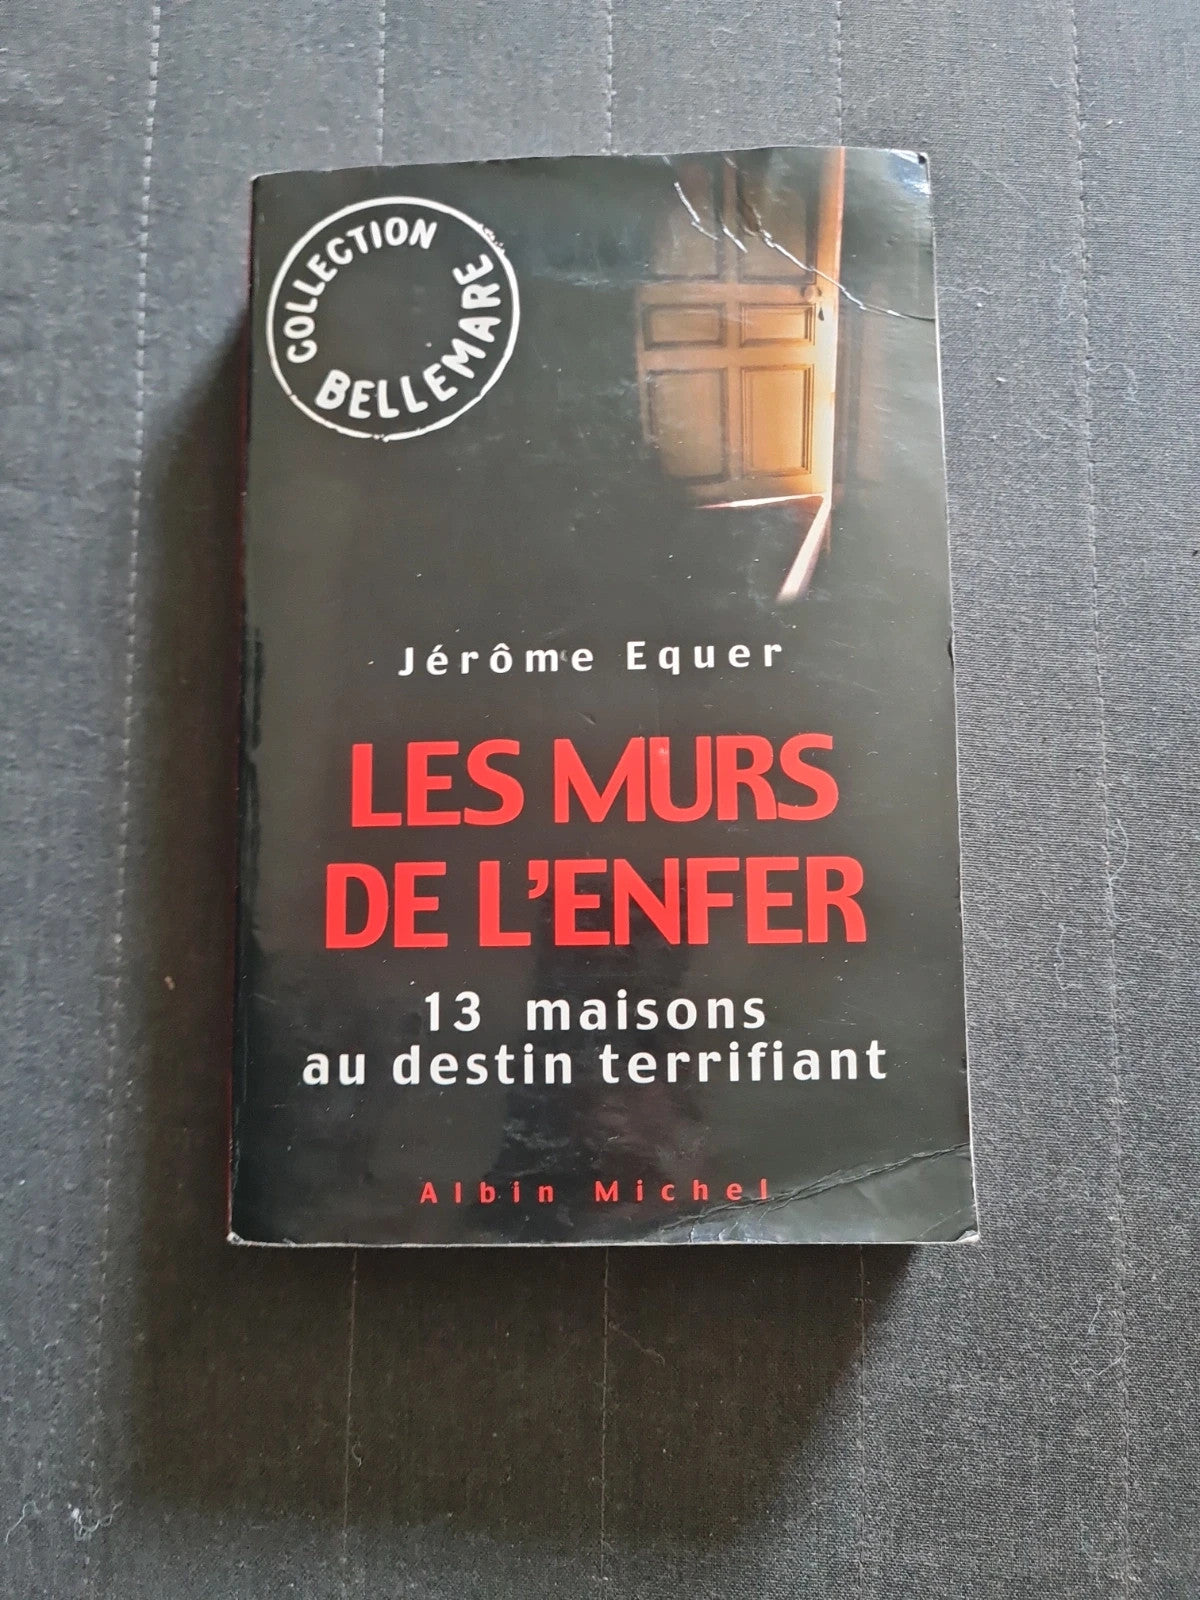 COLLECTION
BELLEMARE
Jérôme Equer
LES MURS
DE L'ENFER
13 maisons
au destin terrifiant
Albin Michel